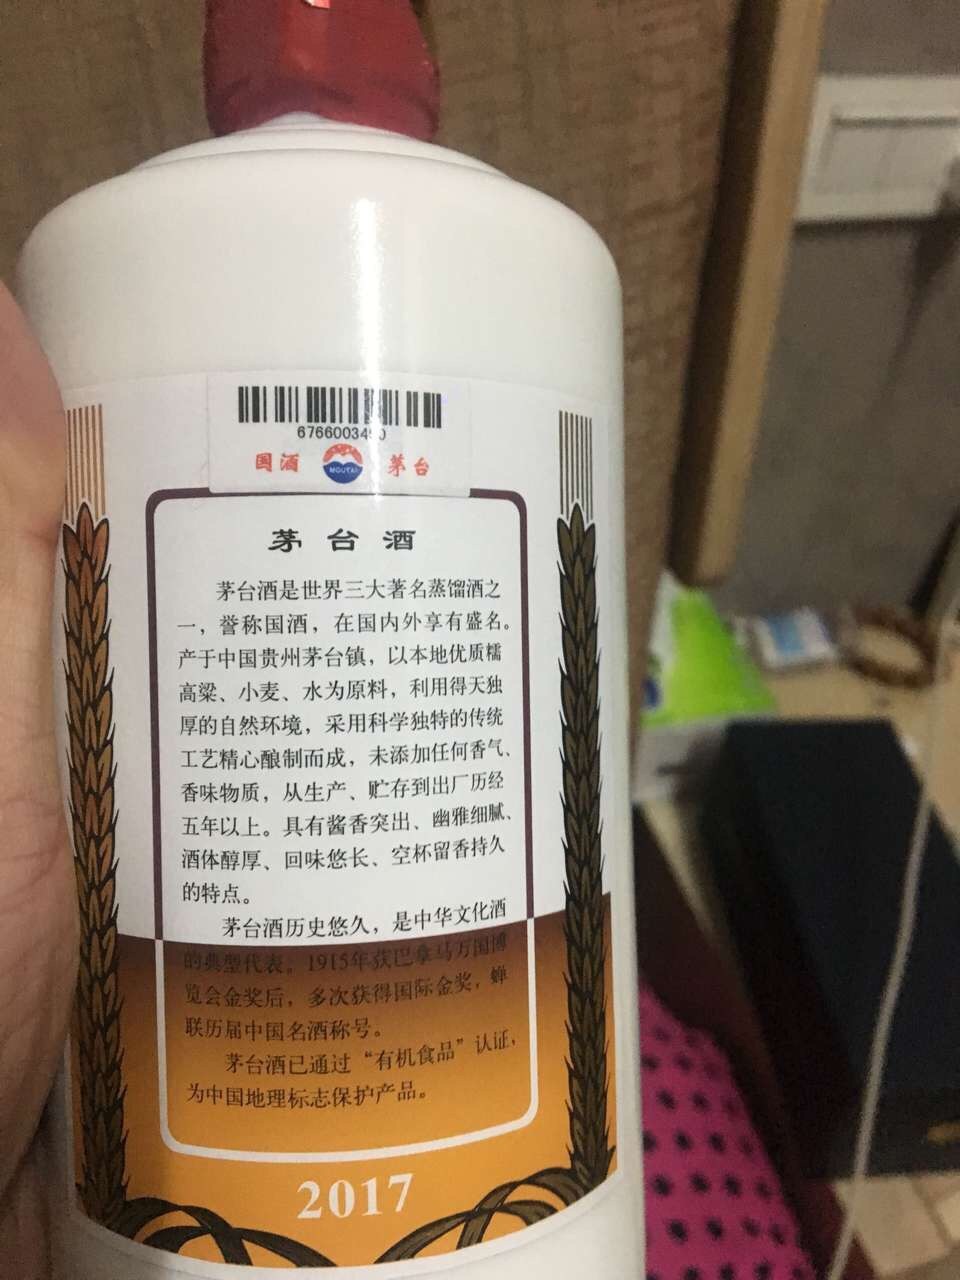 国酒 MOUTAI 茅台
茅台酒
茅台酒是世界三大著名蒸馏酒之
一，誉称国酒，在国内外享有盛名。
产于中国贵州茅台镇，以本地优质糯
高粱、小麦、水为原料，利用得天独
厚的自然环境，采用科学独特的传统
工艺精心酿制而成，未添加任何香气、
香味物质，从生产、贮存到出厂历经
五年以上。具有酱香突出、幽雅细腻、
酒体醇厚、回味悠长、空杯留香持久
的特点。
茅台酒历史悠久，是中华文化酒
的典型代表。1915年获巴拿马万国博
览会金奖后，多次获得国际金奖，蝉
联历届中国名酒称号。
茅台酒已通过“有机食品”认证，
为中国地理标志保护产品。
2017